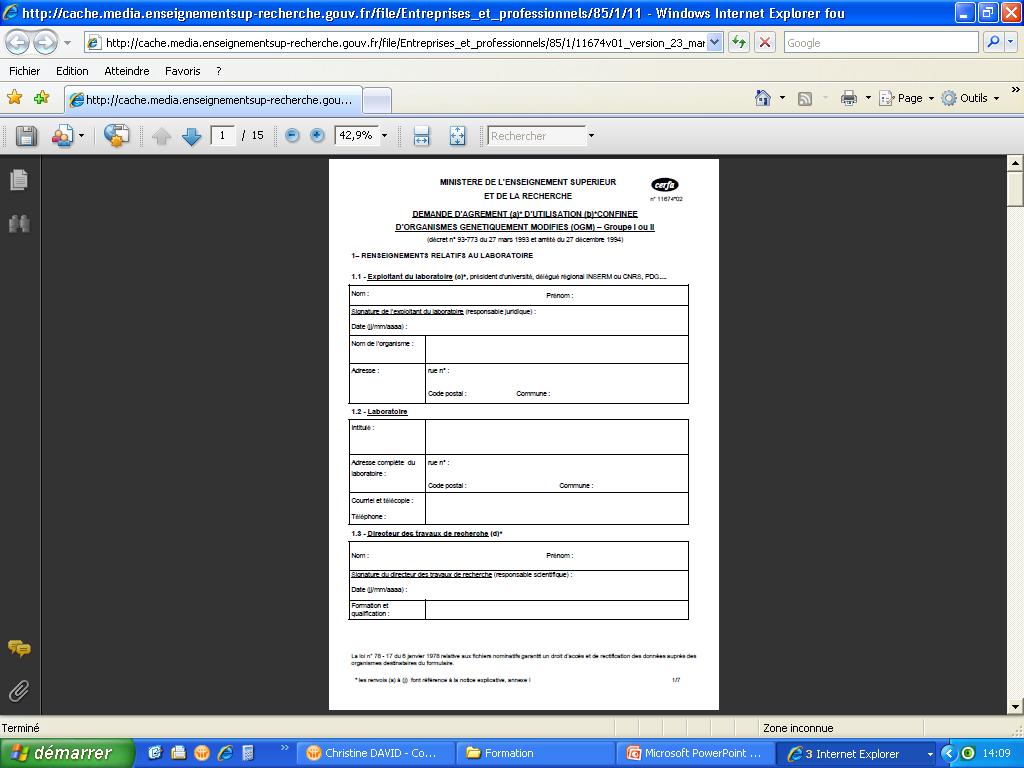 http://cache.media.enseignementsup-recherche.gouv.fr/file/Entreprises_et_professionnels/85/1/11 - Windows Internet Explorer fou
http://cache.media.enseignementsup-recherche.gouv.fr/file/Entreprises_et_professionnels/85/1/11674v01_version_23_mar
Google
Fichier Edition Atteindre Favoris ?
http://cache.media.enseignementsup-recherche.gou...
Page Outils
1 / 15 42,9% Rechercher
MINISTERE DE L'ENSEIGNEMENT SUPERIEUR
cerfa
ET DE LA RECHERCHE
n° 11674*02
DEMANDE D'AGREMENT (a)* D'UTILISATION (b)*CONFINEE
D'ORGANISMES GENETIQUEMENT MODIFIES (OGM) – Groupe I ou II
(décret n° 93-773 du 27 mars 1993 et arrêté du 27 décembre 1994)
1– RENSEIGNEMENTS RELATIFS AU LABORATOIRE
1.1 - Exploitant du laboratoire (c)*, président d'université, délégué régional INSERM ou CNRS, PDG....
Nom : Prénom :
Signature de l'exploitant du laboratoire (responsable juridique) :
Date (j/mm/aaaa) :
Nom de l'organisme :
Adresse : rue n° :
Code postal : Commune :
1.2 - Laboratoire
Intitulé :
Adresse complète du rue n° :
laboratoire :
Code postal : Commune :
Courriel et télécopie :
Téléphone :
1.3 - Directeur des travaux de recherche (d)*
Nom : Prénom :
Signature du directeur des travaux de recherche (responsable scientifique) :
Date (j/mm/aaaa) :
Formation et
qualification :
La loi n° 78 - 17 du 6 janvier 1978 relative aux fichiers nominatifs garantit un droit d'accès et de rectification des données auprès des
organismes destinataires du formulaire.
* les renvois (a) à (j) font référence à la notice explicative, annexe I 1/7
Terminé Zone inconnue
démarrer Christine DAVID - Co... Formation Microsoft PowerPoint ... 3 Internet Explorer 14:09